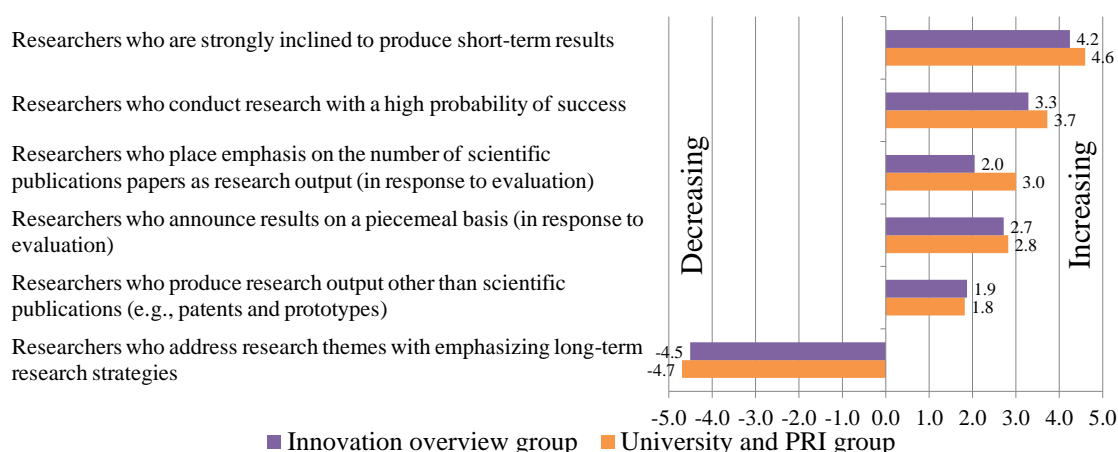 Researchers who are strongly inclined to produce short-term results
4.2
4.6
Researchers who conduct research with a high probability of success
3.3
3.7
Researchers who place emphasis on the number of scientific
publications papers as research output (in response to evaluation)
2.0
3.0
Researchers who announce results on a piecemeal basis (in response to
evaluation)
2.7
2.8
Researchers who produce research output other than scientific
publications (e.g., patents and prototypes)
1.9
1.8
Researchers who address research themes with emphasizing long-term
research strategies
-4.5
-4.7
Decreasing
Increasing
-5.0 -4.0 -3.0 -2.0 -1.0 0.0 1.0 2.0 3.0 4.0 5.0
Innovation overview group University and PRI group